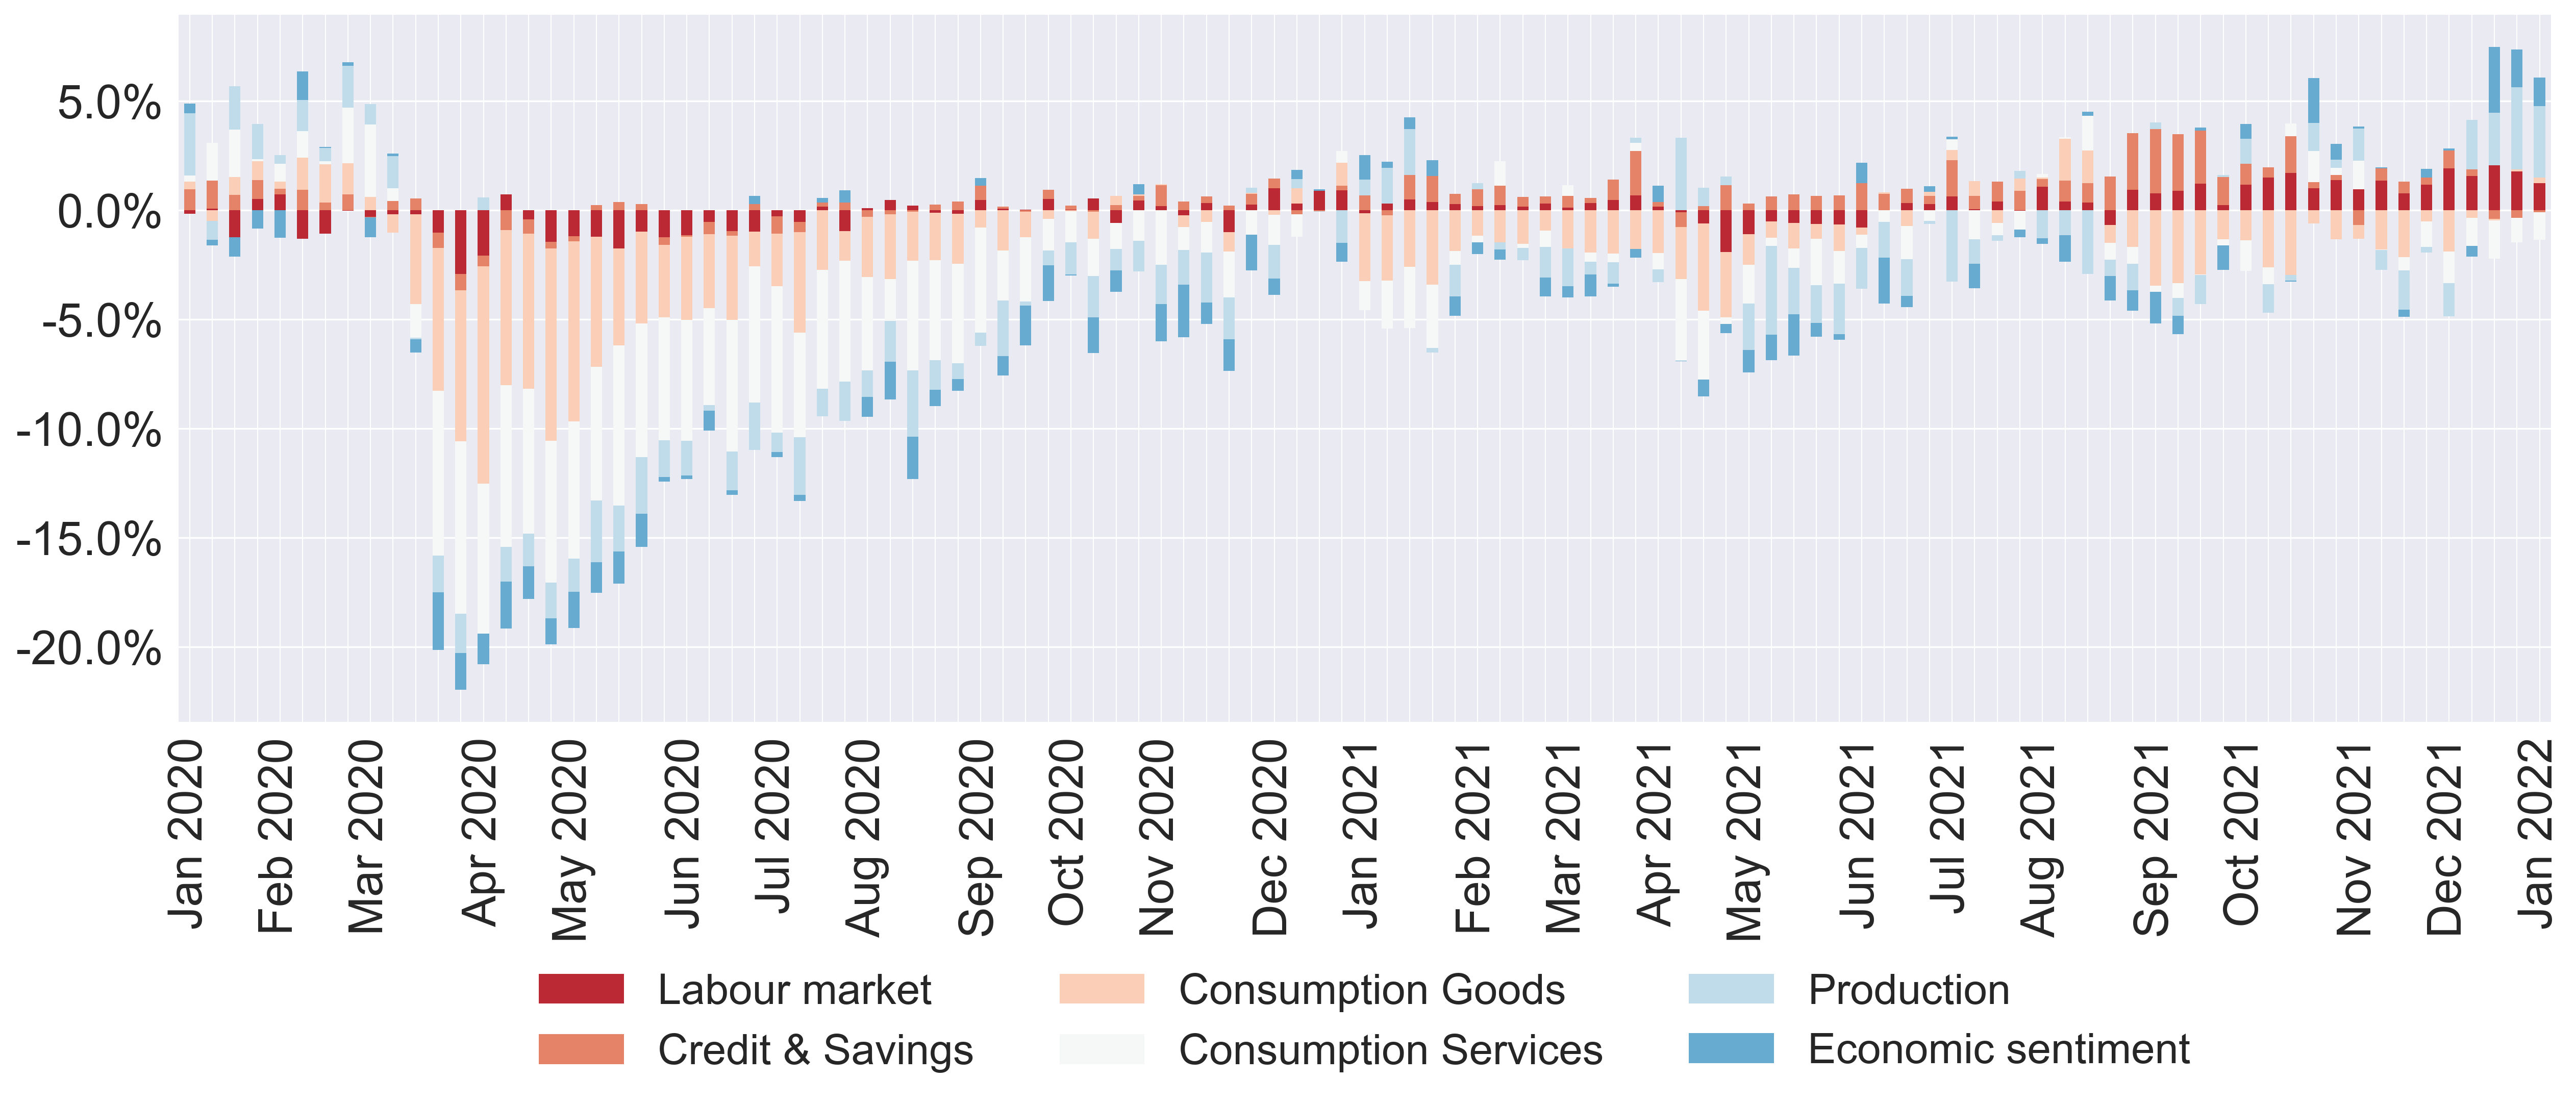 5.0%
0.0%
-5.0%
-10.0%
-15.0%
-20.0%
Jan 2020
Feb 2020
Mar 2020
Apr 2020
May 2020
Jun 2020
Jul 2020
Aug 2020
Sep 2020
Oct 2020
Nov 2020
Dec 2020
Jan 2021
Feb 2021
Mar 2021
Apr 2021
May 2021
Jun 2021
Jul 2021
Aug 2021
Sep 2021
Oct 2021
Nov 2021
Dec 2021
Jan 2022
Labour market
Consumption Goods
Production
Credit & Savings
Consumption Services
Economic sentiment